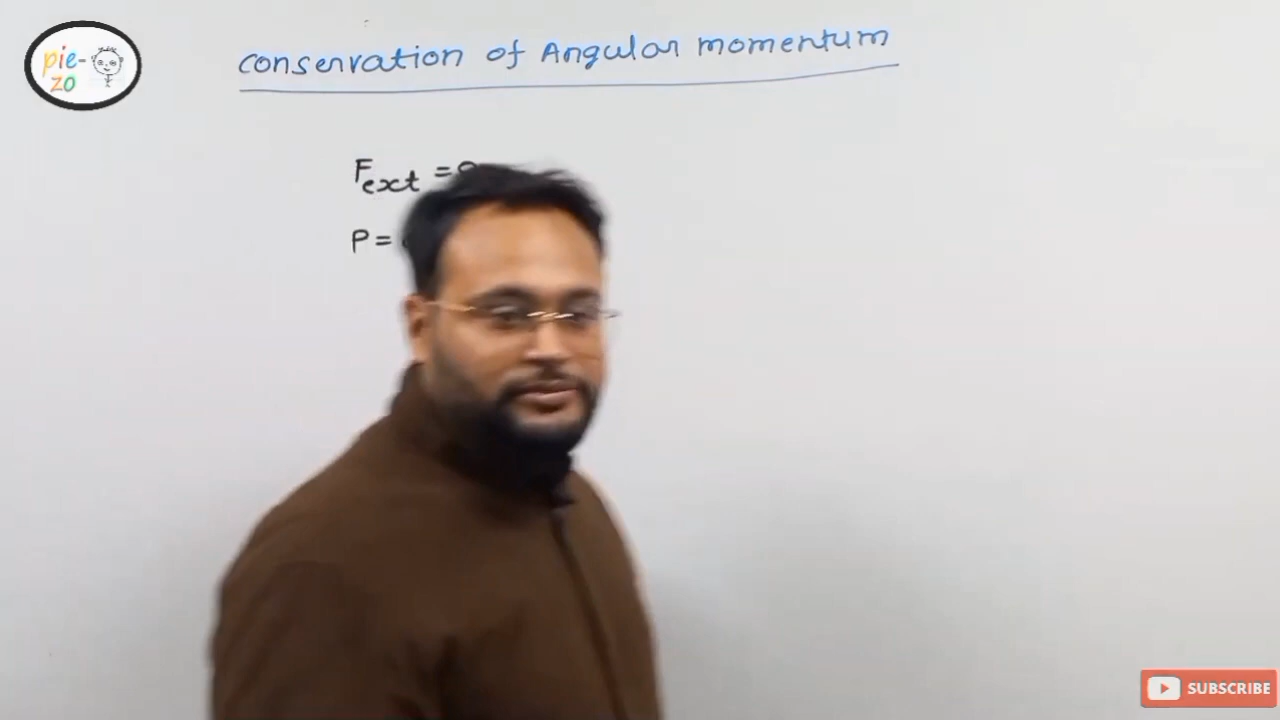 pie-
zo
conservation of Angular momentum
F ext =
P =
SUBSCRIBE